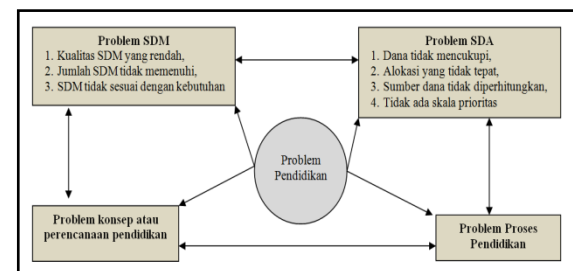 Problem SDM
1. Kualitas SDM yang rendah,
2. Jumlah SDM tidak memenuhi,
3. SDM tidak sesuai dengan kebutuhan
Problem SDA
1. Dana tidak mencukupi,
2. Alokasi yang tidak tepat,
3. Sumber dana tidak diperhitungkan,
4. Tidak ada skala prioritas
Problem
Pendidikan
Problem konsep atau
perencanaan pendidikan
Problem Proses
Pendidikan